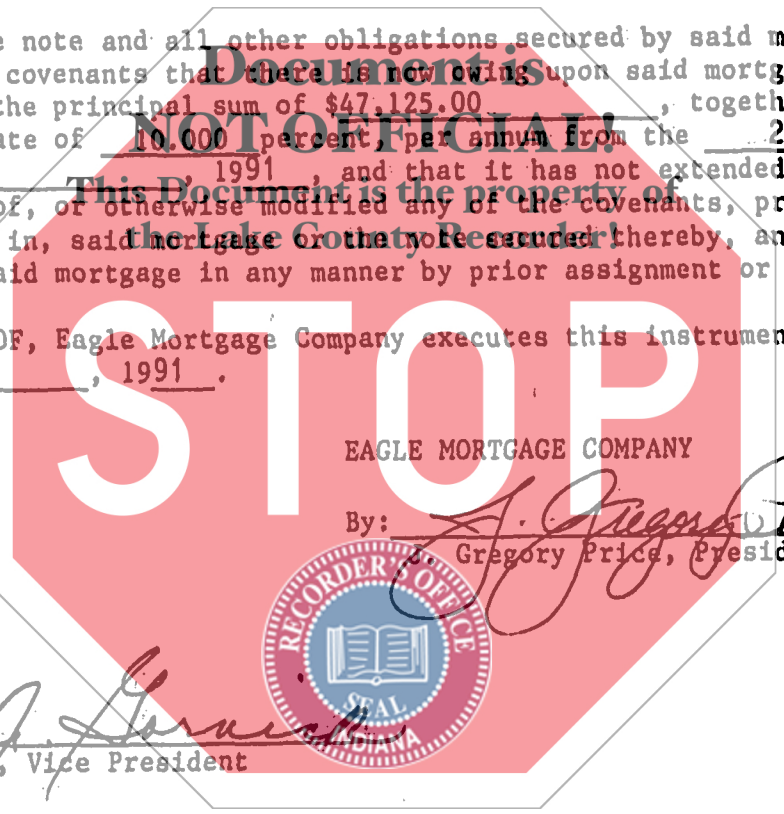 e note and all other obligations secured by said m
covenants that there is now owing upon said mortg
the principal sum of $47,125.00, togeth
ate of 10.000 percent, per annum from the 2
, 1991, and that it has not extended
of, or otherwise modified any of the covenants, pr
in, said mortgage or the note secured thereby, an
aid mortgage in any manner by prior assignment or
Document is
NOT OFFICIAL!
This Document is the property of
the Lake County Recorder!
OF, Eagle Mortgage Company executes this instrumen
, 1991.
STOP
EAGLE MORTGAGE COMPANY
By: J. Gregory
Gregory Price, Presid
RECORDER'S OFFICE
SEAL
INDIANA
, Vice President